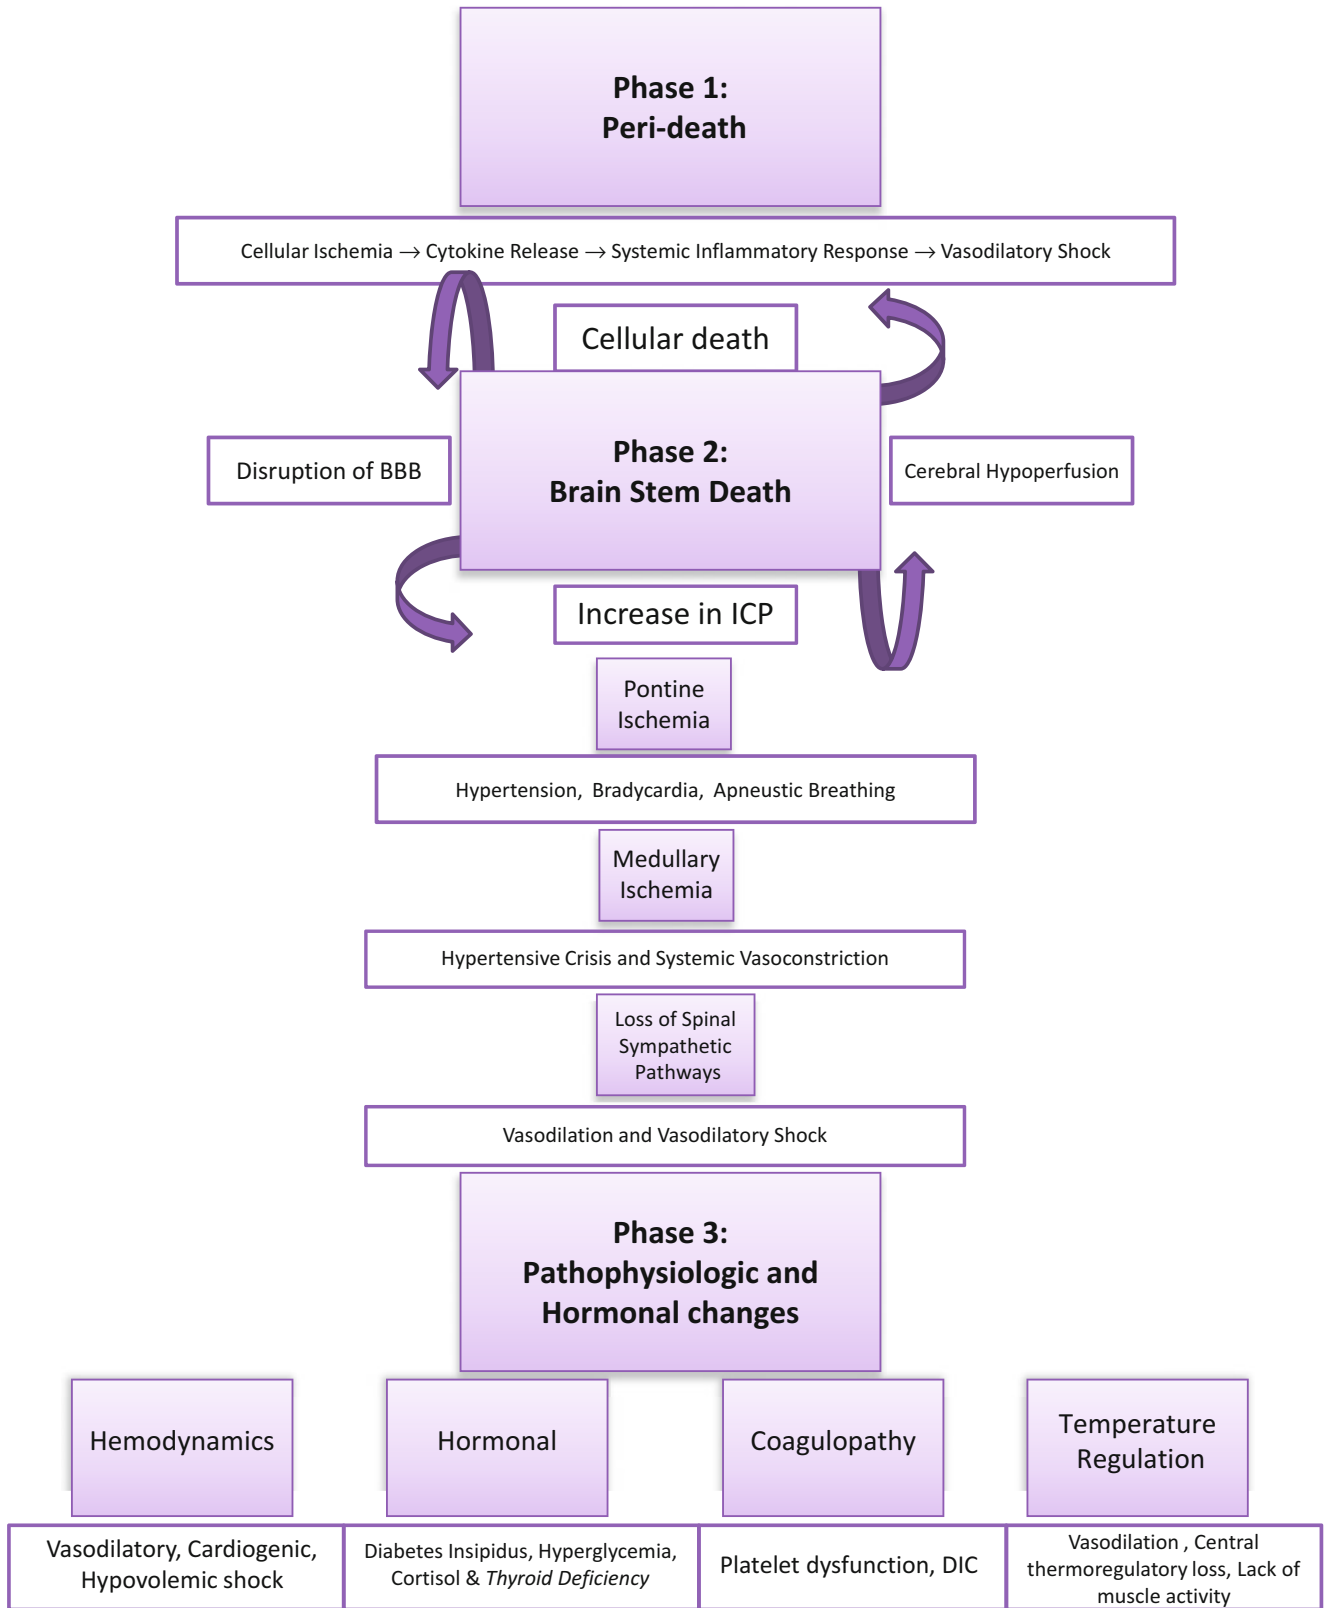 Phase 1:
Peri-death
Cellular Ischemia → Cytokine Release → Systemic Inflammatory Response → Vasodilatory Shock
Cellular death
Disruption of BBB
Phase 2:
Brain Stem Death
Cerebral Hypoperfusion
Increase in ICP
Pontine
Ischemia
Hypertension, Bradycardia, Apneustic Breathing
Medullary
Ischemia
Hypertensive Crisis and Systemic Vasoconstriction
Loss of Spinal
Sympathetic
Pathways
Vasodilation and Vasodilatory Shock
Phase 3:
Pathophysiologic and
Hormonal changes
Hemodynamics
Hormonal
Coagulopathy
Temperature
Regulation
Vasodilatory, Cardiogenic,
Hypovolemic shock
Diabetes Insipidus, Hyperglycemia,
Cortisol & Thyroid Deficiency
Platelet dysfunction, DIC
Vasodilation , Central
thermoregulatory loss, Lack of
muscle activity